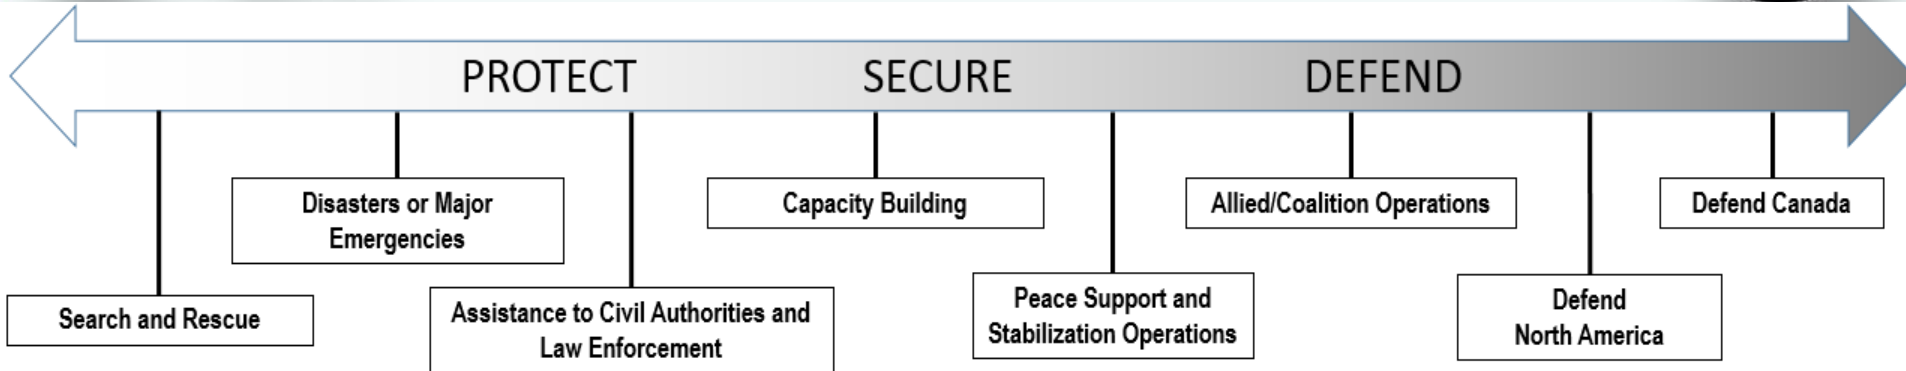 PROTECT SECURE DEFEND
Search and Rescue
Disasters or Major
Emergencies
Assistance to Civil Authorities and
Law Enforcement
Capacity Building
Peace Support and
Stabilization Operations
Allied/Coalition Operations
Defend
North America
Defend Canada